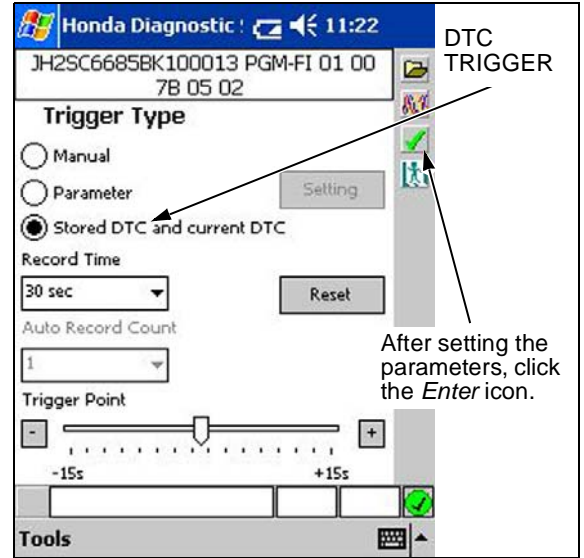 Honda Diagnostic S 11:22
JH2SC6685BK100013 PGM-FI 01 00
7B 05 02
Trigger Type
Manual
Parameter
Setting
Stored DTC and current DTC
Record Time
30 sec
Reset
Auto Record Count
1
Trigger Point
-
+
-15s
+15s
Tools
DTC
TRIGGER
After setting the
parameters, click
the Enter icon.